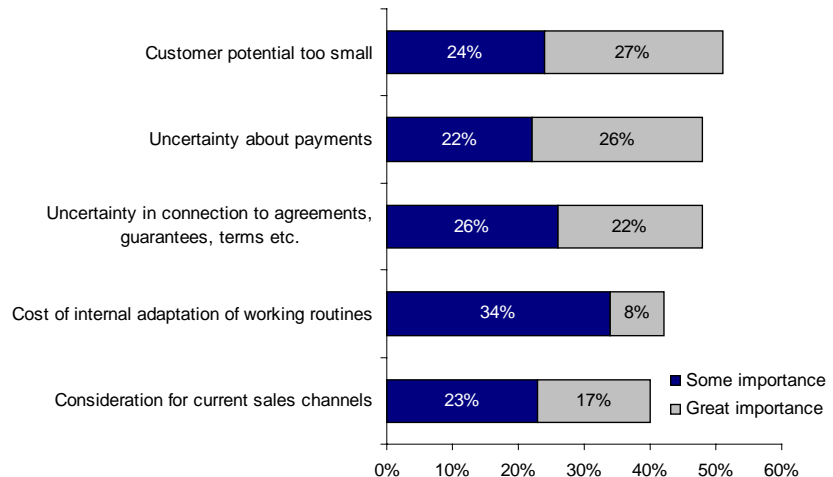 Customer potential too small
24%
27%
Uncertainty about payments
22%
26%
Uncertainty in connection to agreements,
guarantees, terms etc.
26%
22%
Cost of internal adaptation of working routines
34%
8%
Consideration for current sales channels
23%
17%
Some importance
Great importance
0%
10%
20%
30%
40%
50%
60%